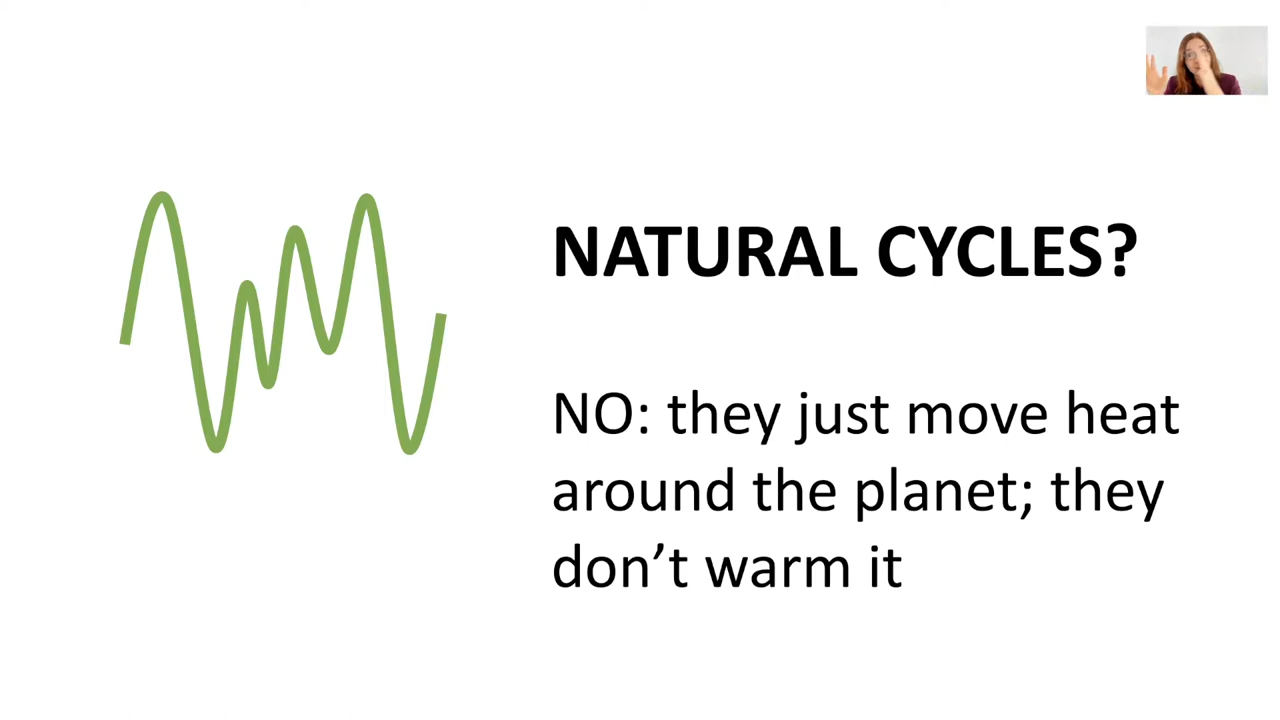 NATURAL CYCLES?
NO: they just move heat
around the planet; they
don’t warm it